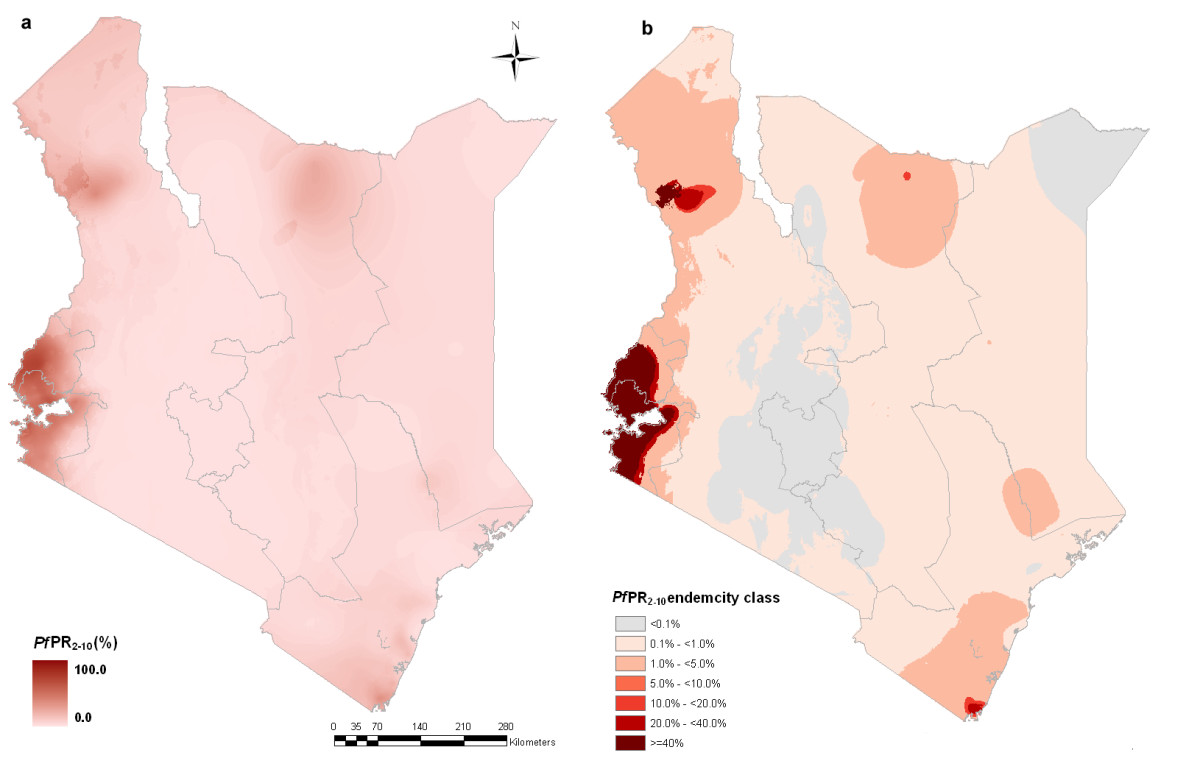 a
b
N
PfPR2-10(%)
100.0
0.0
0 35 70 140 210 280
Kilometers
PfPR2-10endemcity class
<0.1%
0.1% - <1.0%
1.0% - <5.0%
5.0% - <10.0%
10.0% - <20.0%
20.0% - <40.0%
>=40%